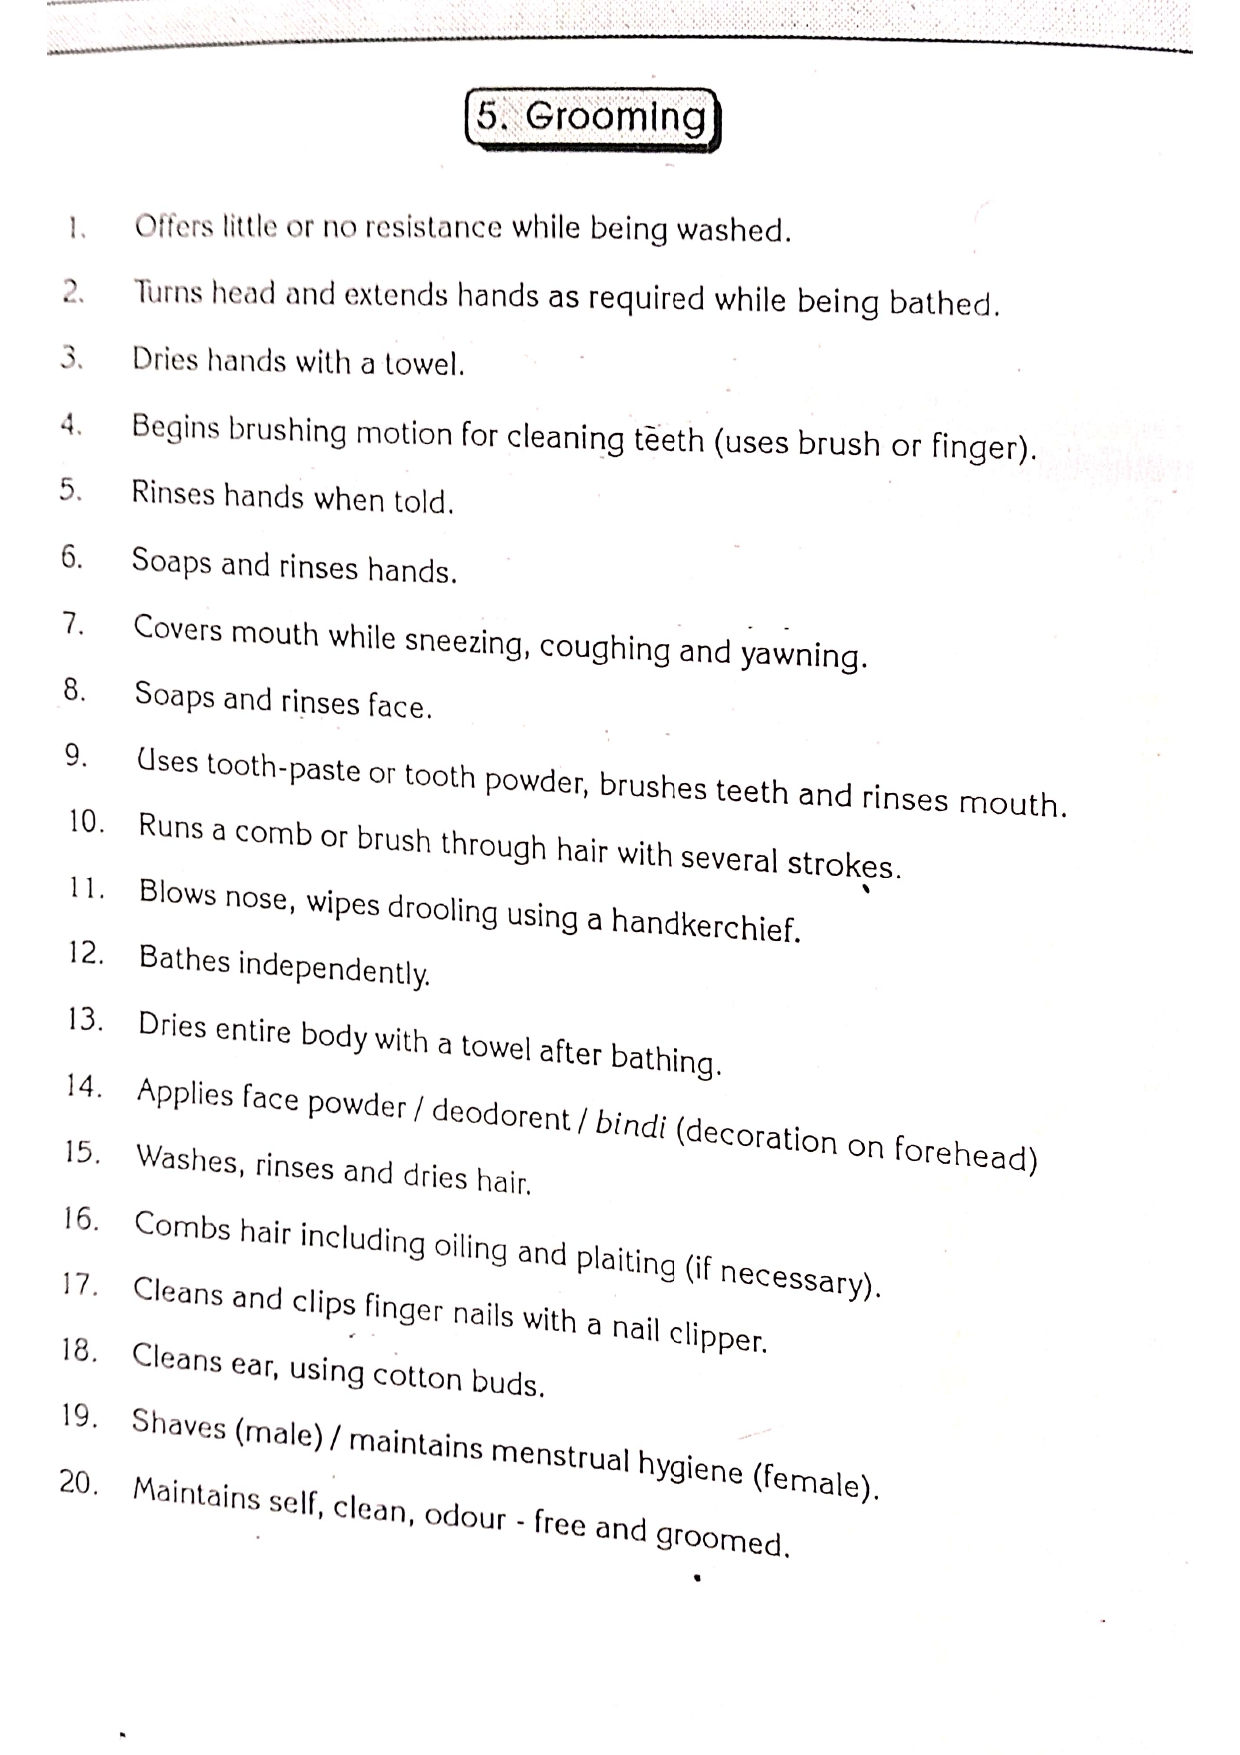 5. Grooming
1. Offers little or no resistance while being washed.
2. Turns head and extends hands as required while being bathed.
3. Dries hands with a towel.
4. Begins brushing motion for cleaning teeth (uses brush or finger).
5. Rinses hands when told.
6. Soaps and rinses hands.
7. Covers mouth while sneezing, coughing and yawning.
8. Soaps and rinses face.
9. Uses tooth-paste or tooth powder, brushes teeth and rinses mouth.
10. Runs a comb or brush through hair with several strokes.
11. Blows nose, wipes drooling using a handkerchief.
12. Bathes independently.
13. Dries entire body with a towel after bathing.
14. Applies face powder / deodorent / bindi (decoration on forehead)
15. Washes, rinses and dries hair.
16. Combs hair including oiling and plaiting (if necessary).
17. Cleans and clips finger nails with a nail clipper.
18. Cleans ear, using cotton buds.
19. Shaves (male) / maintains menstrual hygiene (female).
20. Maintains self, clean, odour - free and groomed.